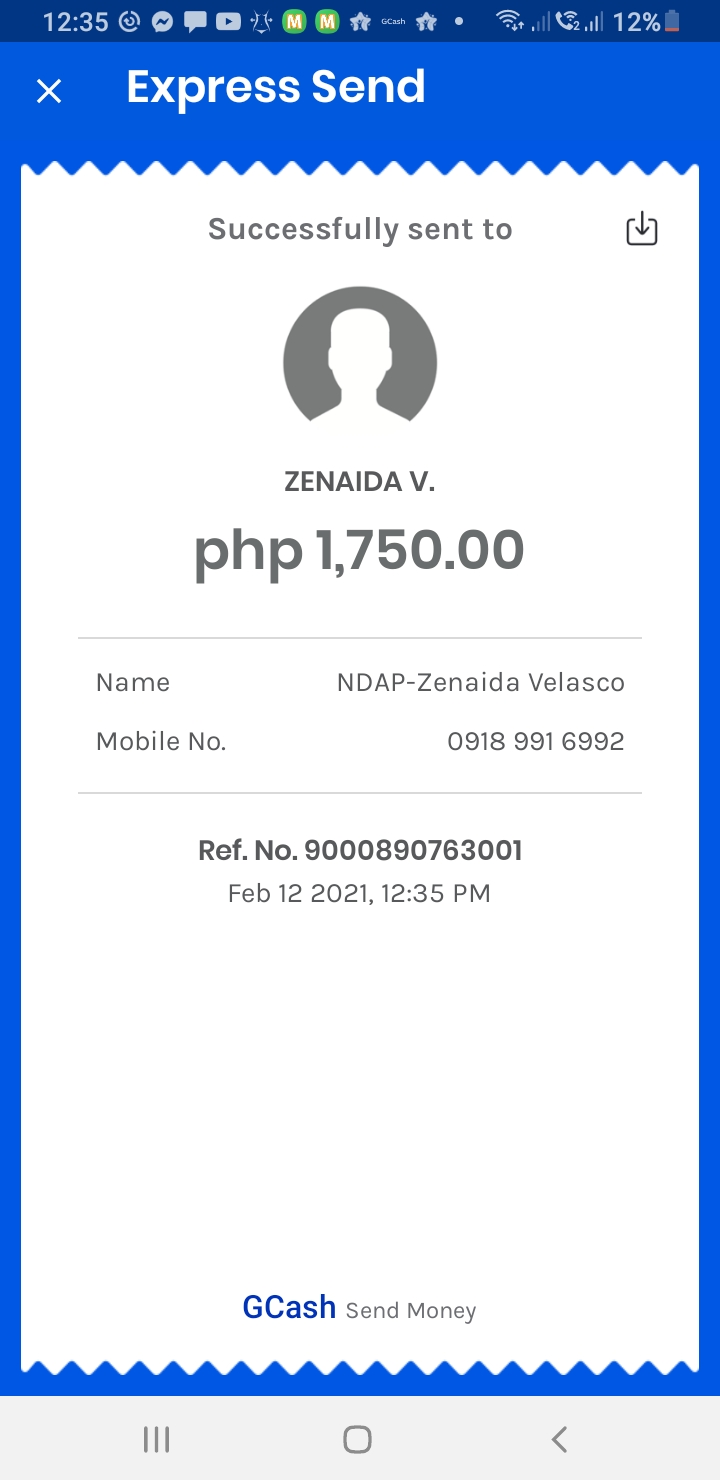 12:35 M M GCash 2 12%
Express Send
Successfully sent to
ZENAIDA V.
php 1,750.00
Name NDAP-Zenaida Velasco
Mobile No. 0918 991 6992
Ref. No. 9000890763001
Feb 12 2021, 12:35 PM
GCash Send Money